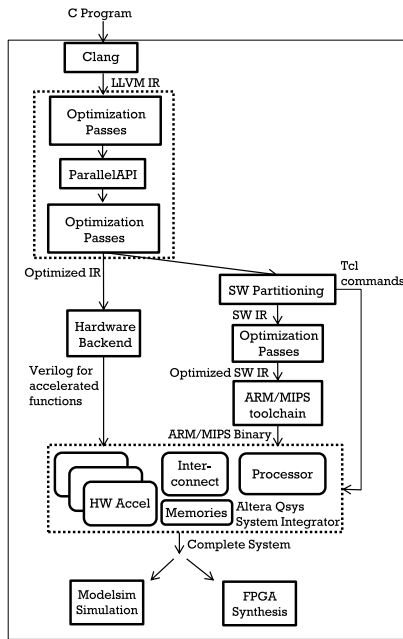 C Program
Clang
LLVM IR
Optimization
Passes
ParallelAPI
Optimization
Passes
Optimized IR
Tcl
commands
SW Partitioning
SW IR
Hardware
Backend
Optimization
Passes
Optimized SW IR
Verilog for
accelerated
functions
ARM/MIPS
toolchain
ARM/MIPS Binary
HW Accel
Inter-
connect
Processor
Memories
Altera Qsys
System Integrator
Complete System
Modelsim
Simulation
FPGA
Synthesis